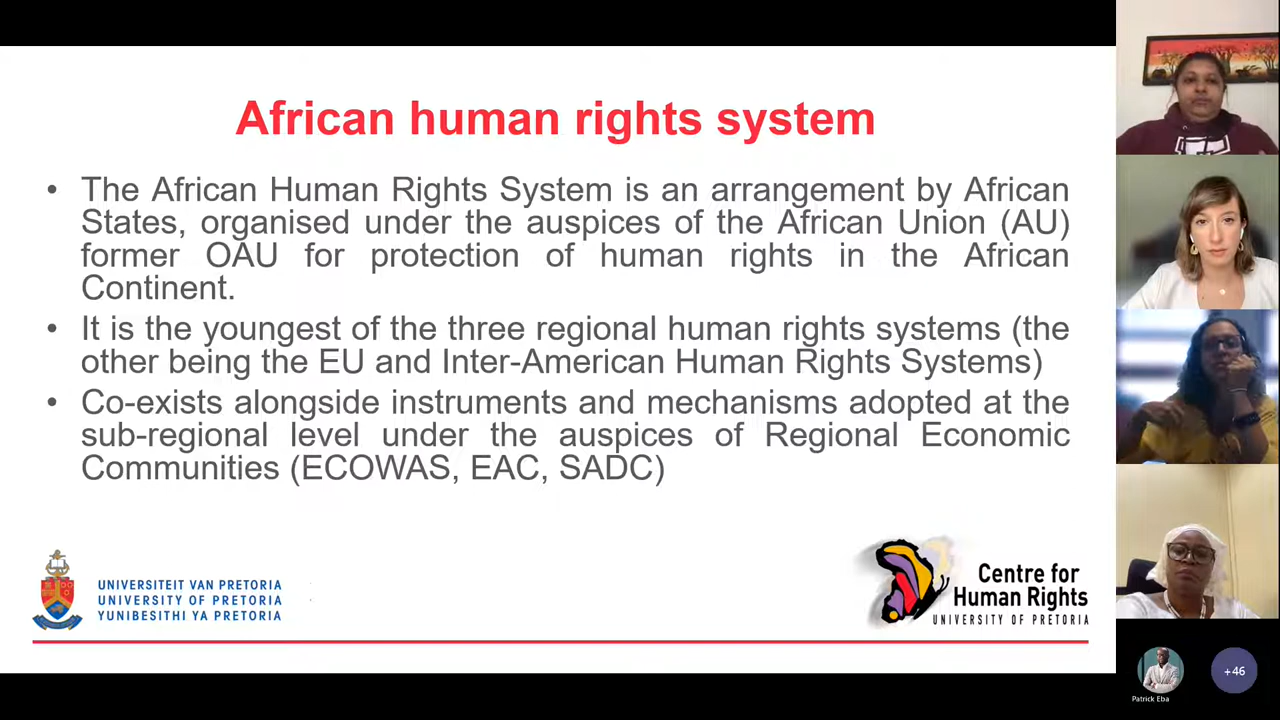 African human rights system
• The African Human Rights System is an arrangement by African
States, organised under the auspices of the African Union (AU)
former OAU for protection of human rights in the African
Continent.
• It is the youngest of the three regional human rights systems (the
other being the EU and Inter-American Human Rights Systems)
• Co-exists alongside instruments and mechanisms adopted at the
sub-regional level under the auspices of Regional Economic
Communities (ECOWAS, EAC, SADC)
UNIVERSITEIT VAN PRETORIA
UNIVERSITY OF PRETORIA
YUNIBESITHI YA PRETORIA
Centre for
Human Rights
UNIVERSITY OF PRETORIA
Patrick Eba
+46